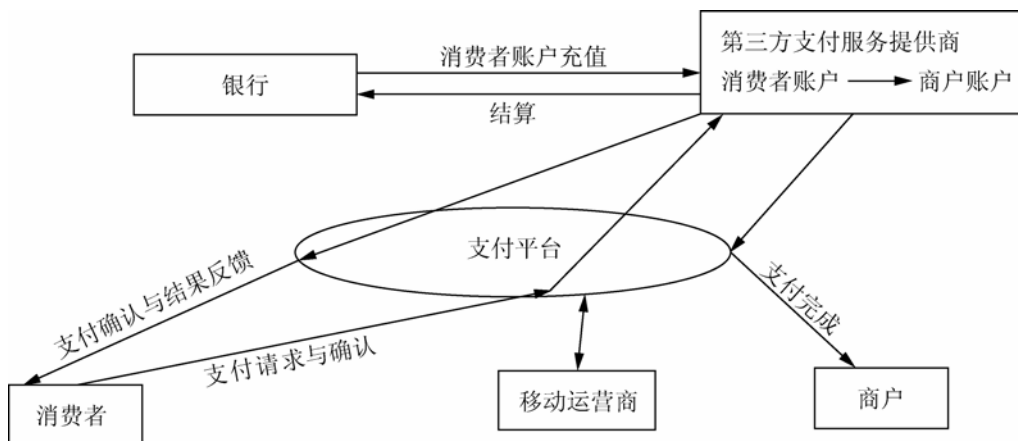 第三方支付服务提供商
消费者账户充值
银行
消费者账户
商户账户
结算
支付平台
支付确认与结果反馈
支付完成
支付请求与确认
消费者
移动运营商
商户